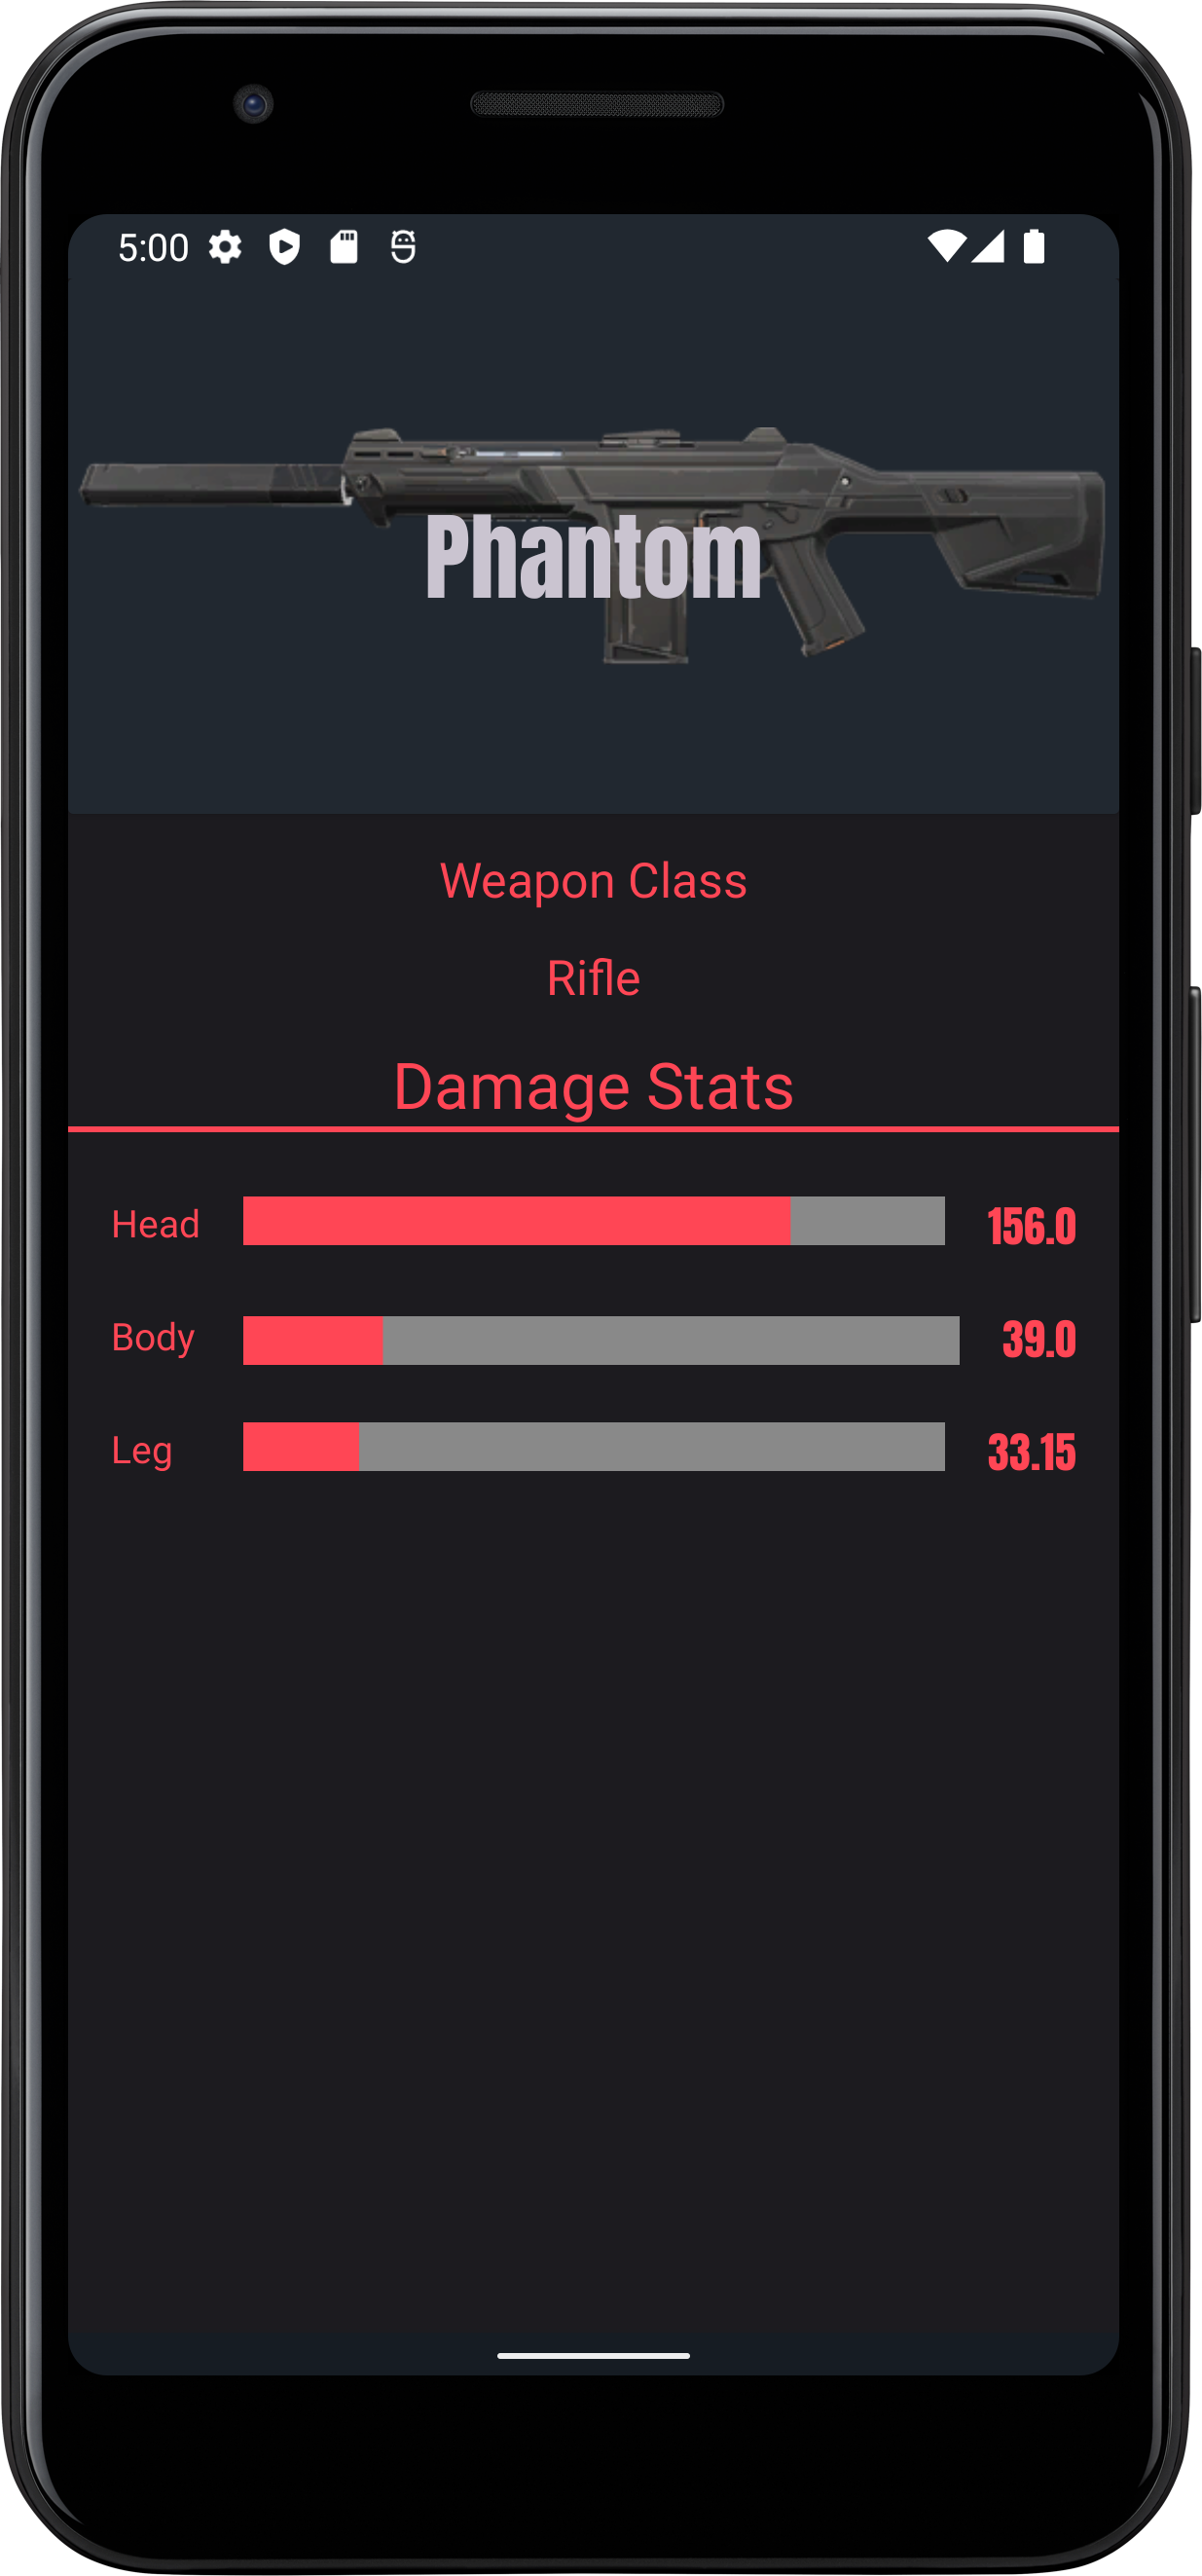 5:00
Phantom
Weapon Class
Rifle
Damage Stats
Head 156.0
Body 39.0
Leg 33.15